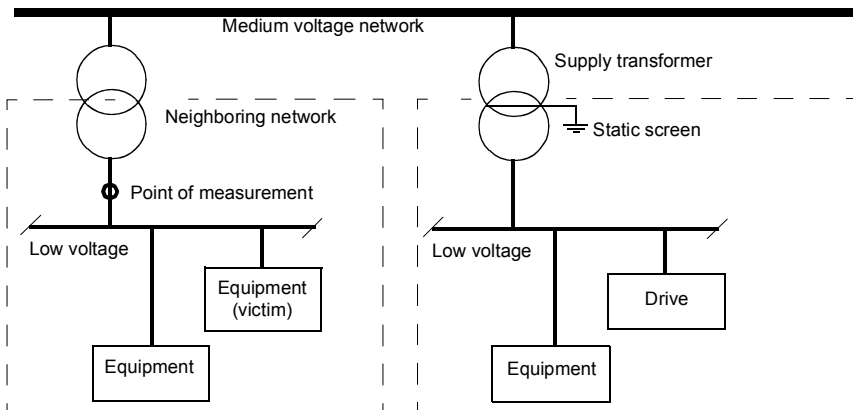 Medium voltage network
Supply transformer
Neighboring network
Static screen
Point of measurement
Low voltage
Low voltage
Equipment
(victim)
Drive
Equipment
Equipment